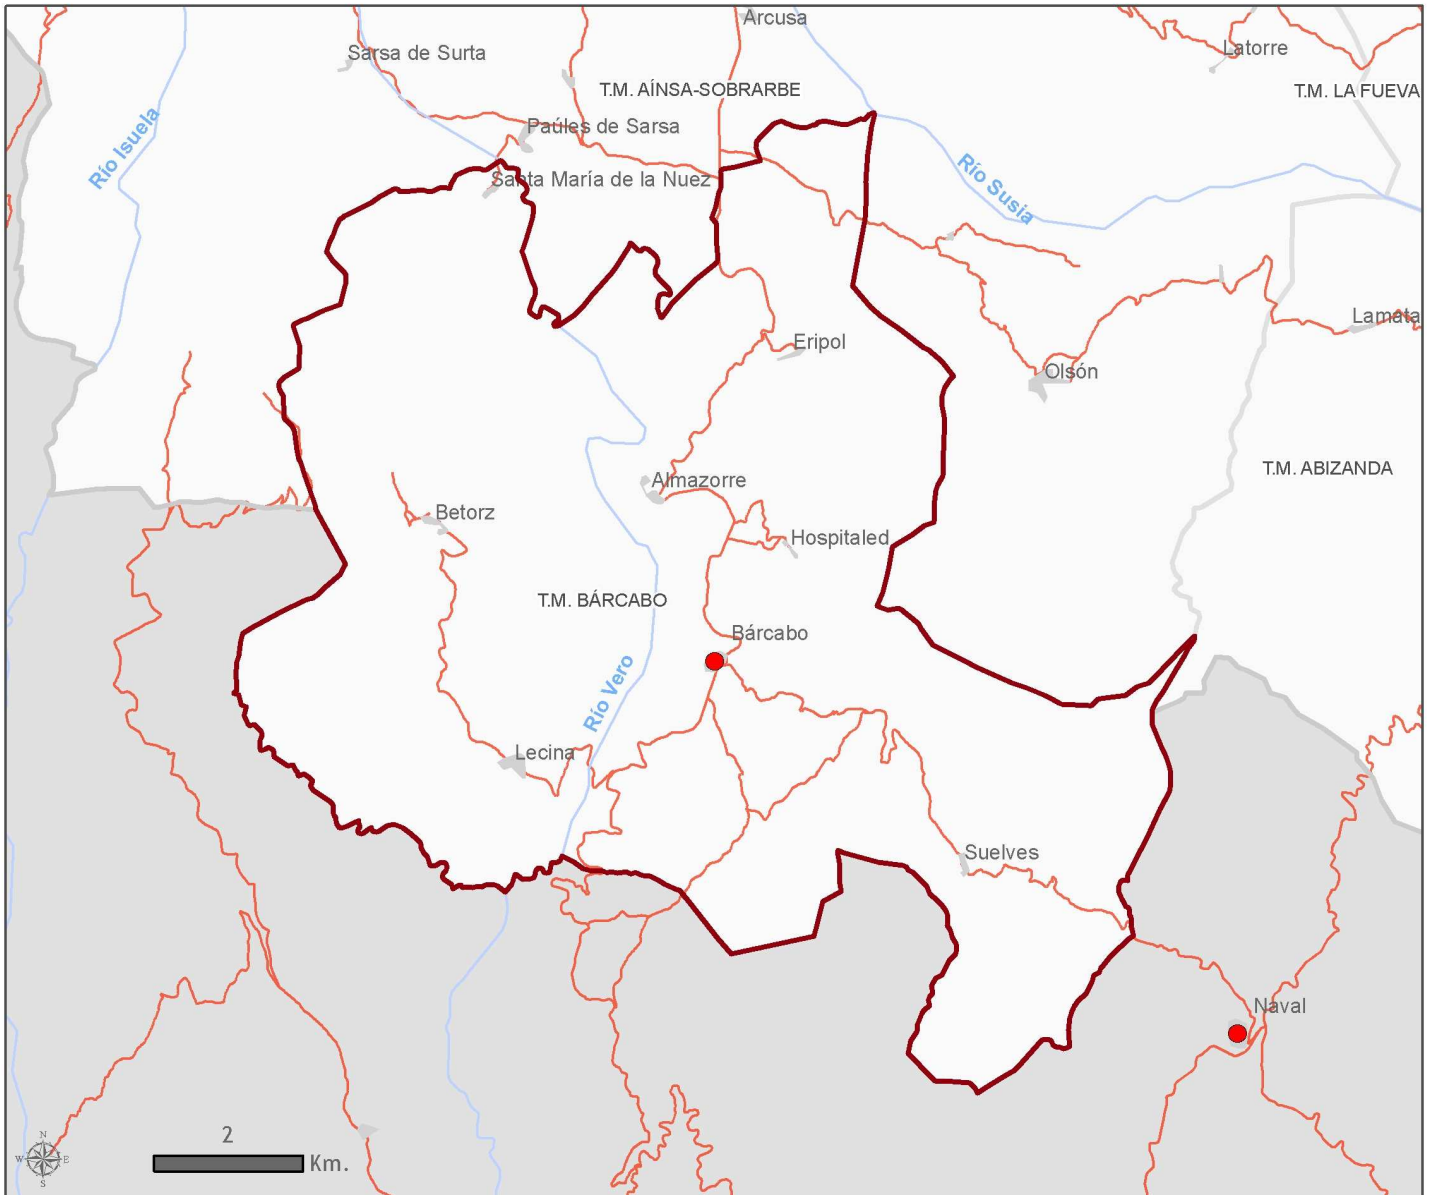 Arcusa
Sarsa de Surta
Latorre
T.M. AÍNSA-SOBRARBE
T.M. LA FUEVA
Paúles de Sarsa
Río Isuela
Santa María de la Nuez
Río Susia
Lamata
Eripol
Olsón
T.M. ABIZANDA
Almazorre
Betorz
Hospitaled
T.M. BÁRCABO
Bárcabo
Río Vero
Lecina
Suelves
Naval
N
W
E
S
2
Km.